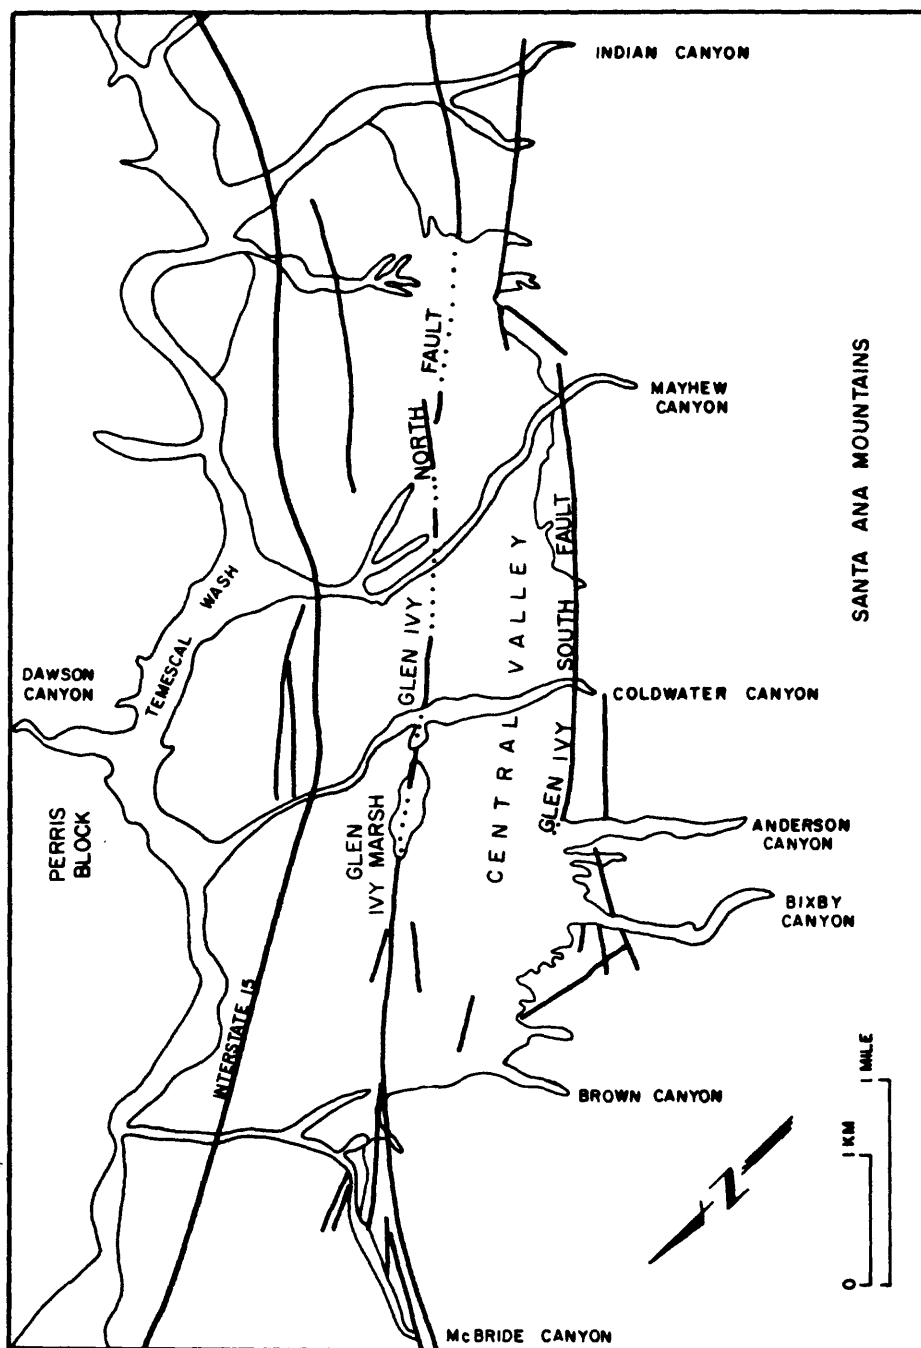 INDIAN CANYON
MAYHEW
CANYON
SANTA ANA MOUNTAINS
GLEN IVY NORTH FAULT
GLEN IVY SOUTH FAULT
CENTRAL VALLEY
TEMESCAL WASH
DAWSON
CANYON
COLDWATER CANYON
PERRIS
BLOCK
GLEN
IVY MARSH
ANDERSON
CANYON
BIXBY
CANYON
INTERSTATE 15
BROWN CANYON
McBRIDE CANYON
N
0
1 KM
1 MILE